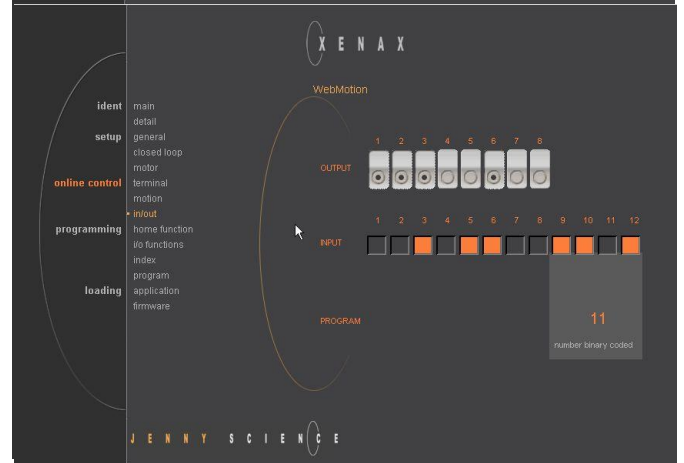 XENAX
WebMotion
ident main
detail
setup general
closed loop
motor
online control terminal
motion
in/out
programming home function
i/o functions
index
program
loading application
firmware
1 2 3 4 5 6 7 8
OUTPUT
1 2 3 4 5 6 7 8 9 10 11 12
INPUT
PROGRAM
11
number binary coded
JENNY SCIENCE